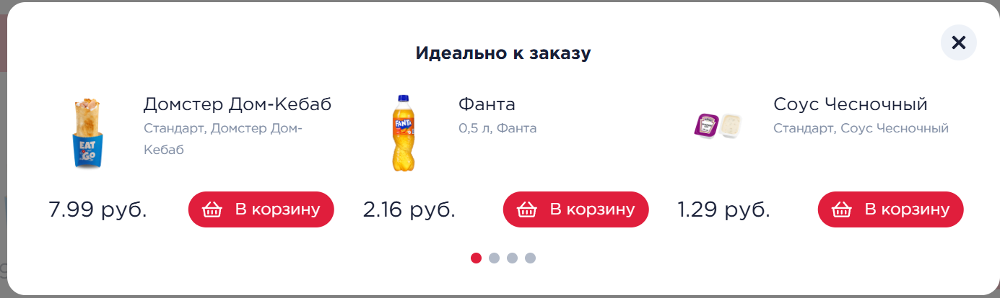 Идеально к заказу
Домстер Дом-Кебаб
Стандарт, Домстер Дом-
Кебаб
EAT
GO
7.99 руб.
В корзину
Фанта
0,5 л, Фанта
FANTA
2.16 руб.
В корзину
Соус Чесночный
Стандарт, Соус Чесночный
1.29 руб.
В корзину